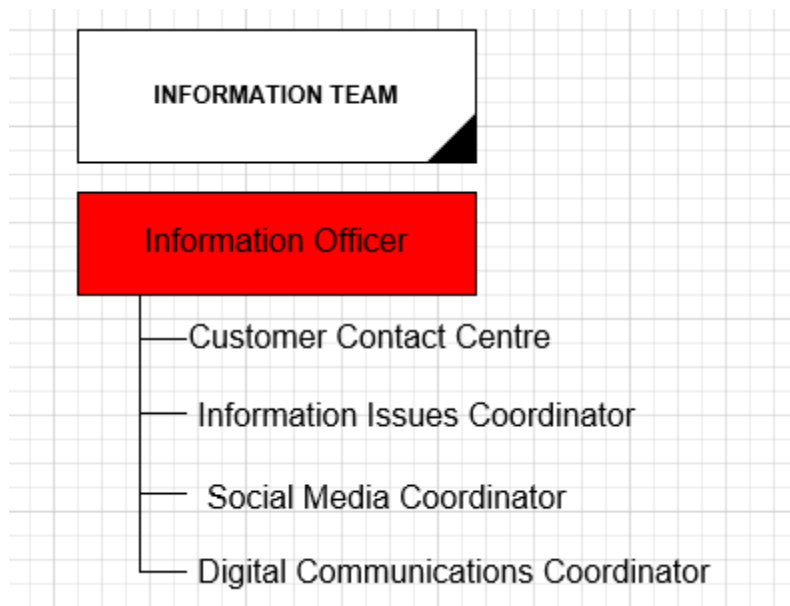 INFORMATION TEAM
Information Officer
Customer Contact Centre
Information Issues Coordinator
Social Media Coordinator
Digital Communications Coordinator